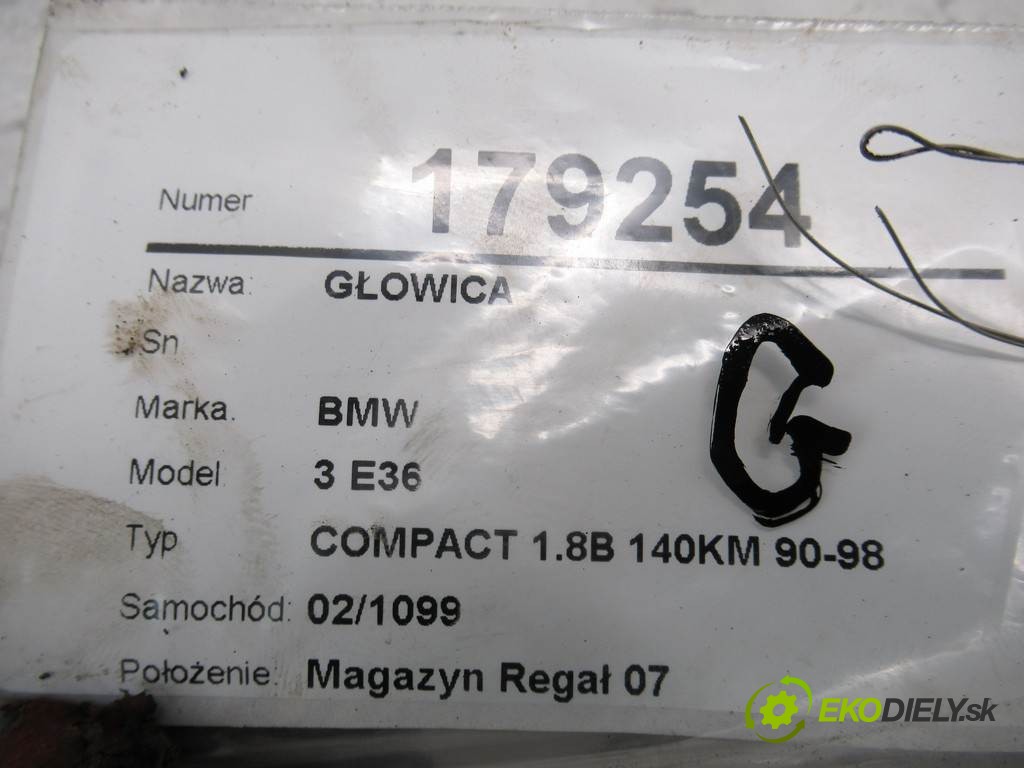 Numer 179254
Nazwa: GŁOWICA
Sn
Marka. BMW
Model 3 E36
Typ COMPACT 1.8B 140KM 90-98
Samochód: 02/1099
Położenie: Magazyn Regał 07
G
EKODIELY.sk